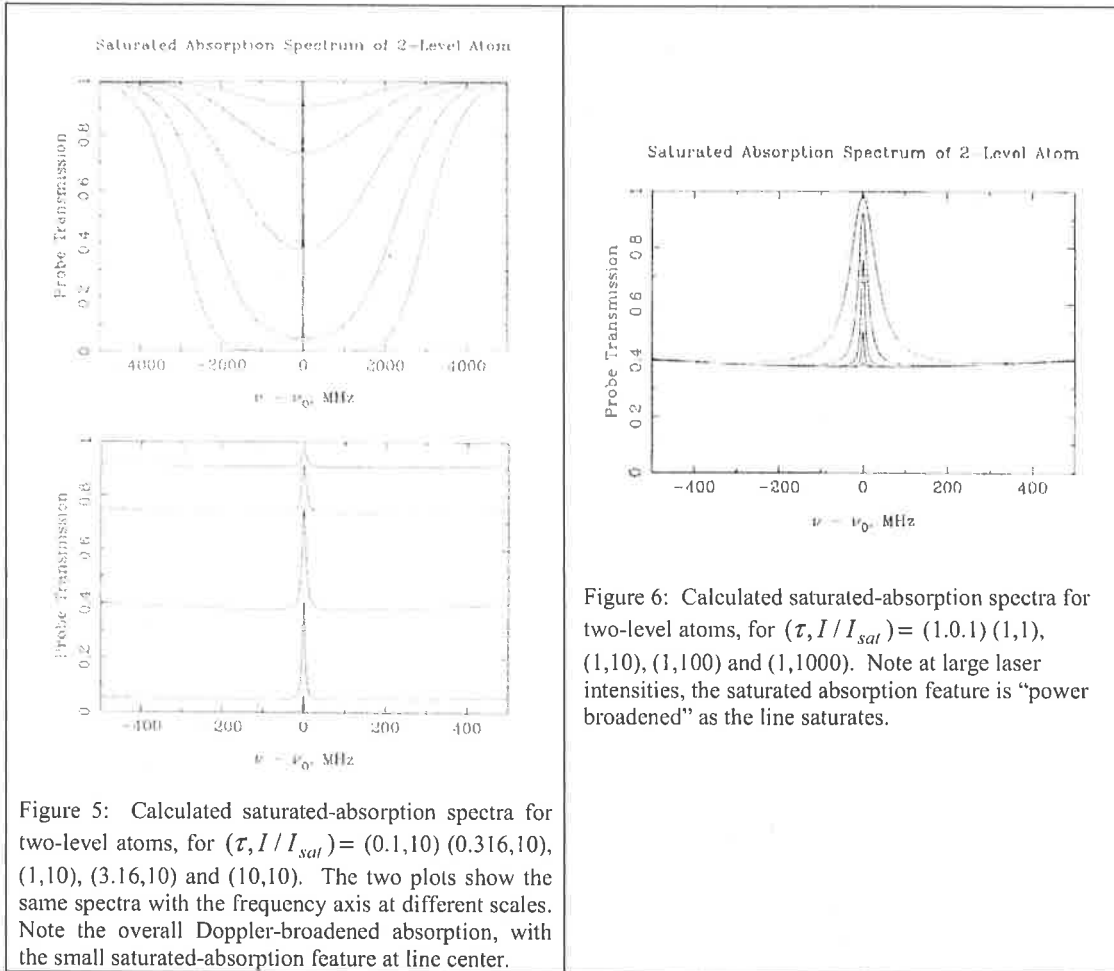 Saturated Absorption Spectrum of 2-Level Atom
Probe Transmission
0 0.2 0.4 0.6 0.8 1
4000 2000 0 2000 4000
ν − ν0, MHz
Probe Transmission
0 0.2 0.4 0.6 0.8 1
-400 200 0 200 400
ν − ν0, MHz
Figure 5: Calculated saturated-absorption spectra for
two-level atoms, for (τ, I / I_sat) = (0.1,10) (0.316,10),
(1,10), (3.16,10) and (10,10). The two plots show the
same spectra with the frequency axis at different scales.
Note the overall Doppler-broadened absorption, with
the small saturated-absorption feature at line center.
Saturated Absorption Spectrum of 2-Level Atom
Probe Transmission
0 0.2 0.4 0.6 0.8 1
-400 -200 0 200 400
ν − ν0, MHz
Figure 6: Calculated saturated-absorption spectra for
two-level atoms, for (τ, I / I_sat) = (1.0.1) (1,1),
(1,10), (1,100) and (1,1000). Note at large laser
intensities, the saturated absorption feature is “power
broadened” as the line saturates.